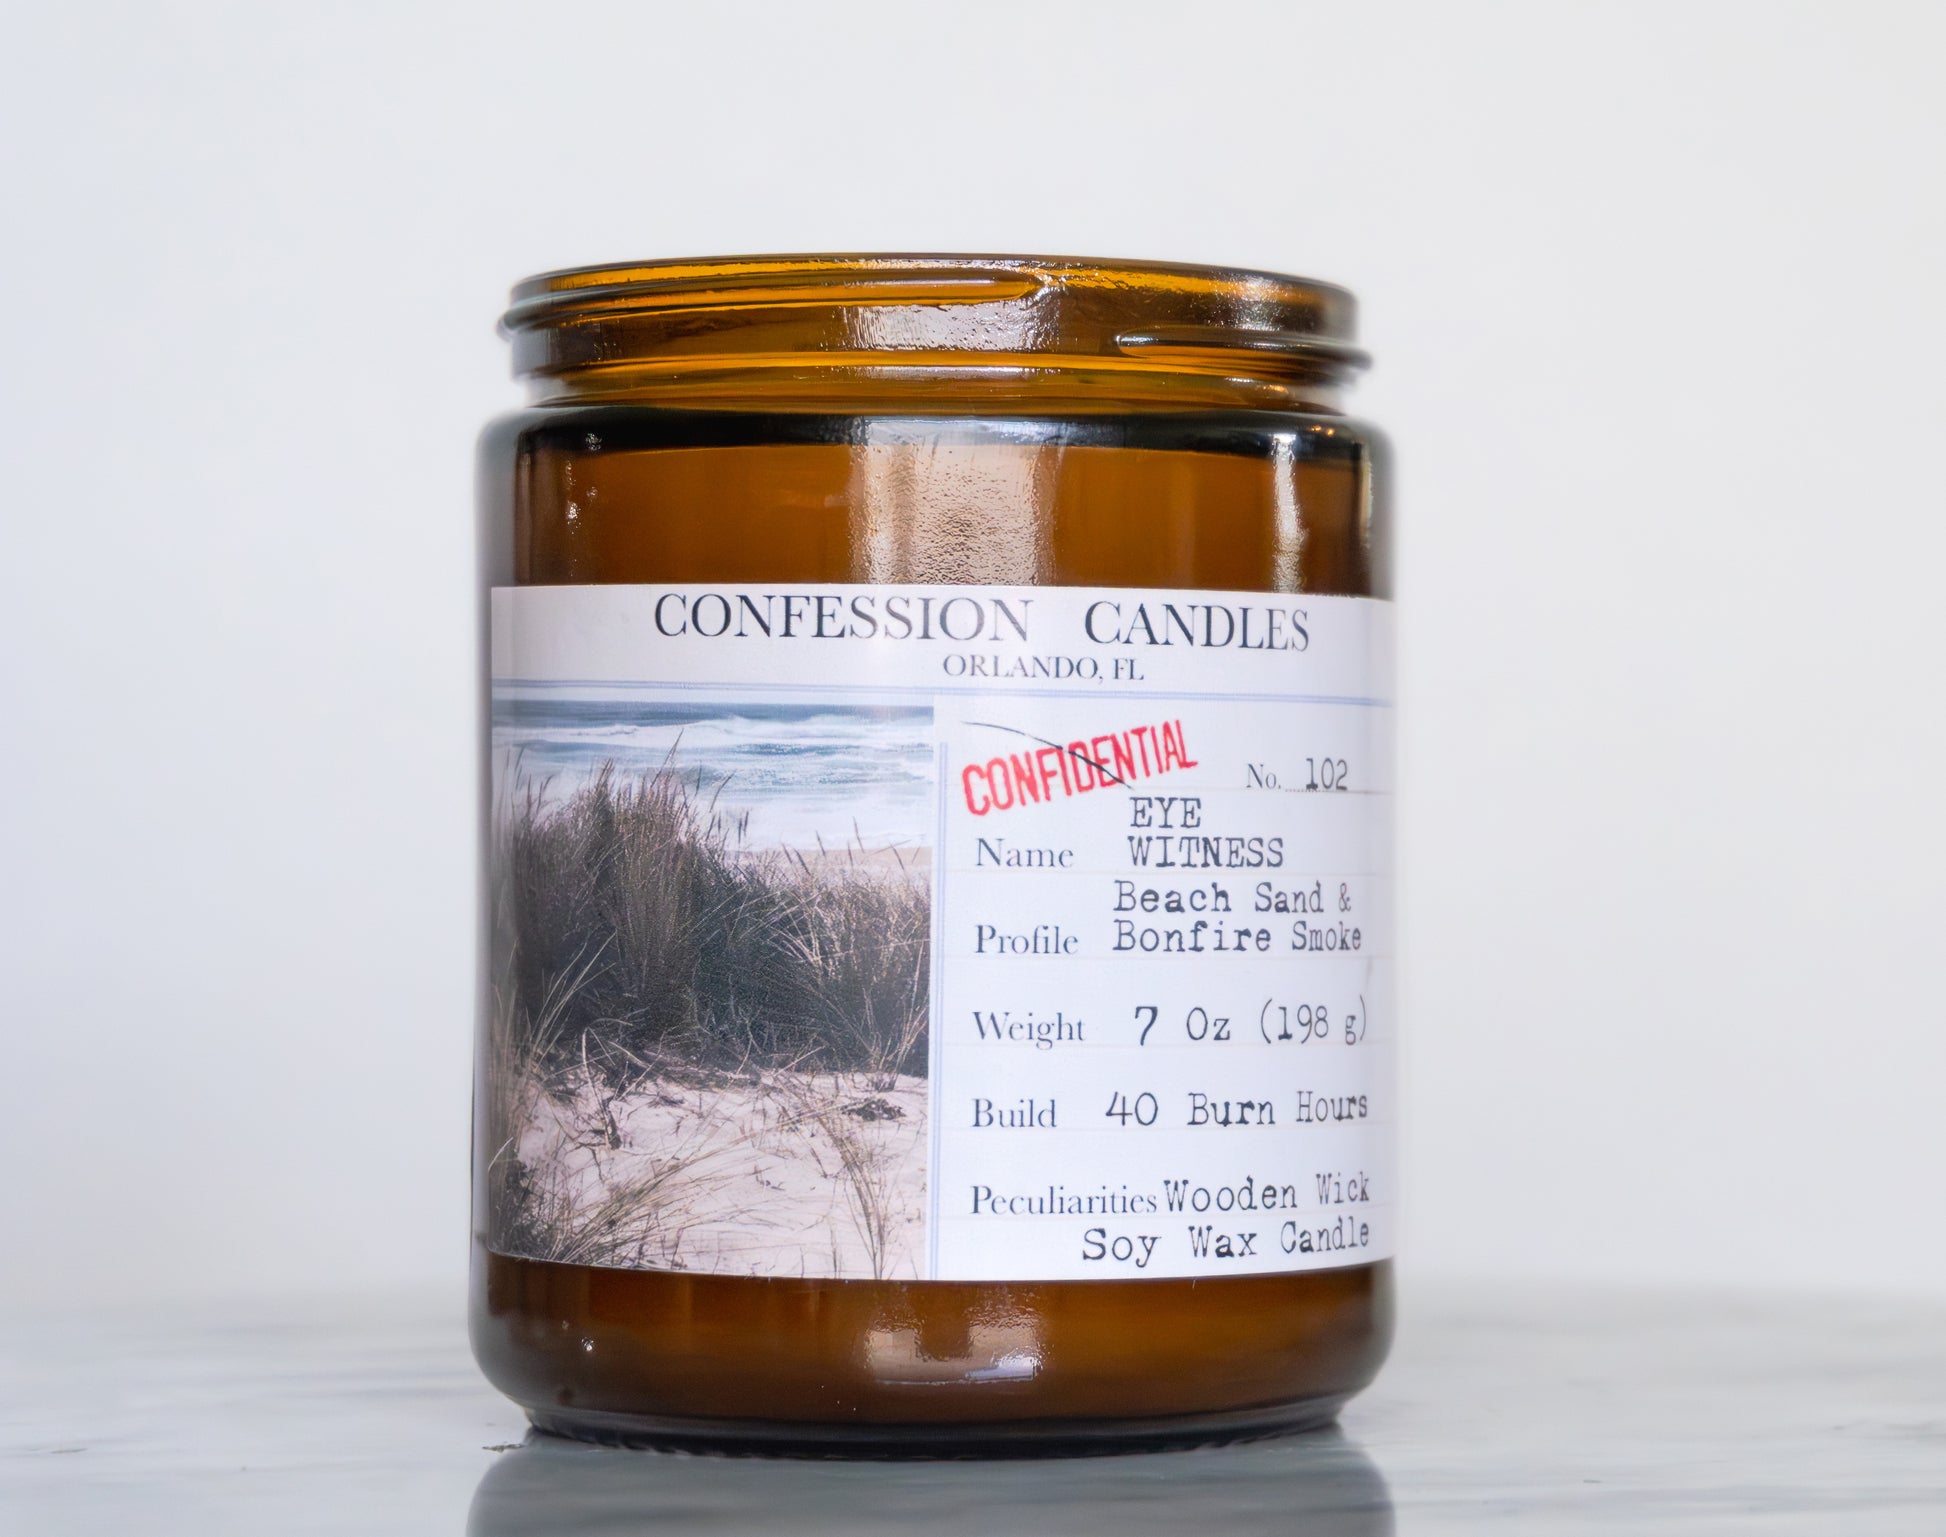 CONFESSION CANDLES
ORLANDO, FL
CONFIDENTIAL
No. 102
Name EYE WITNESS
Profile Beach Sand & Bonfire Smoke
Weight 7 Oz (198 g)
Build 40 Burn Hours
Peculiarities Wooden Wick
Soy Wax Candle